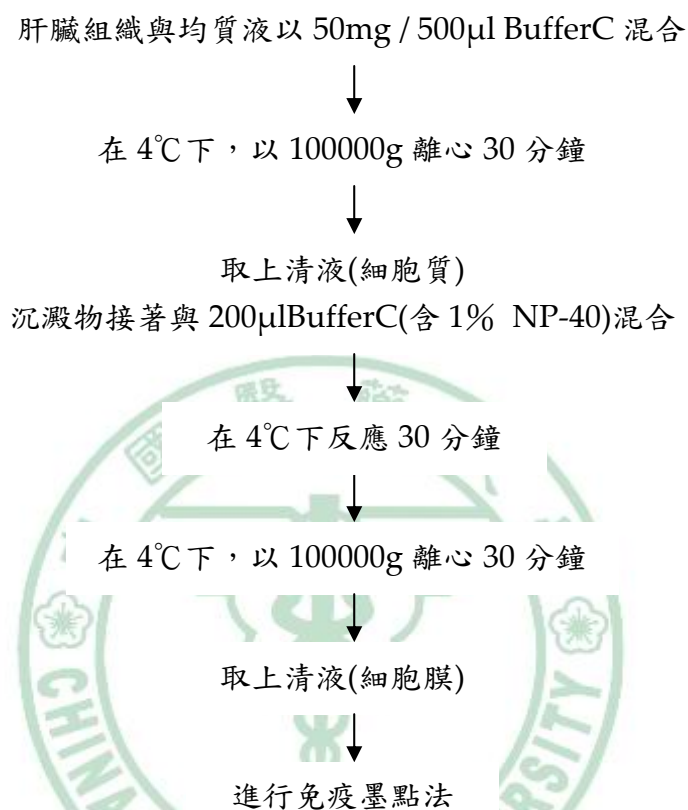 肝臟組織與均質液以 50mg / 500μl BufferC 混合
在 4℃下，以 100000g 離心 30 分鐘
取上清液(細胞質)
沉澱物接著與 200μlBufferC(含 1％ NP-40)混合
在 4℃下反應 30 分鐘
在 4℃下，以 100000g 離心 30 分鐘
取上清液(細胞膜)
進行免疫墨點法